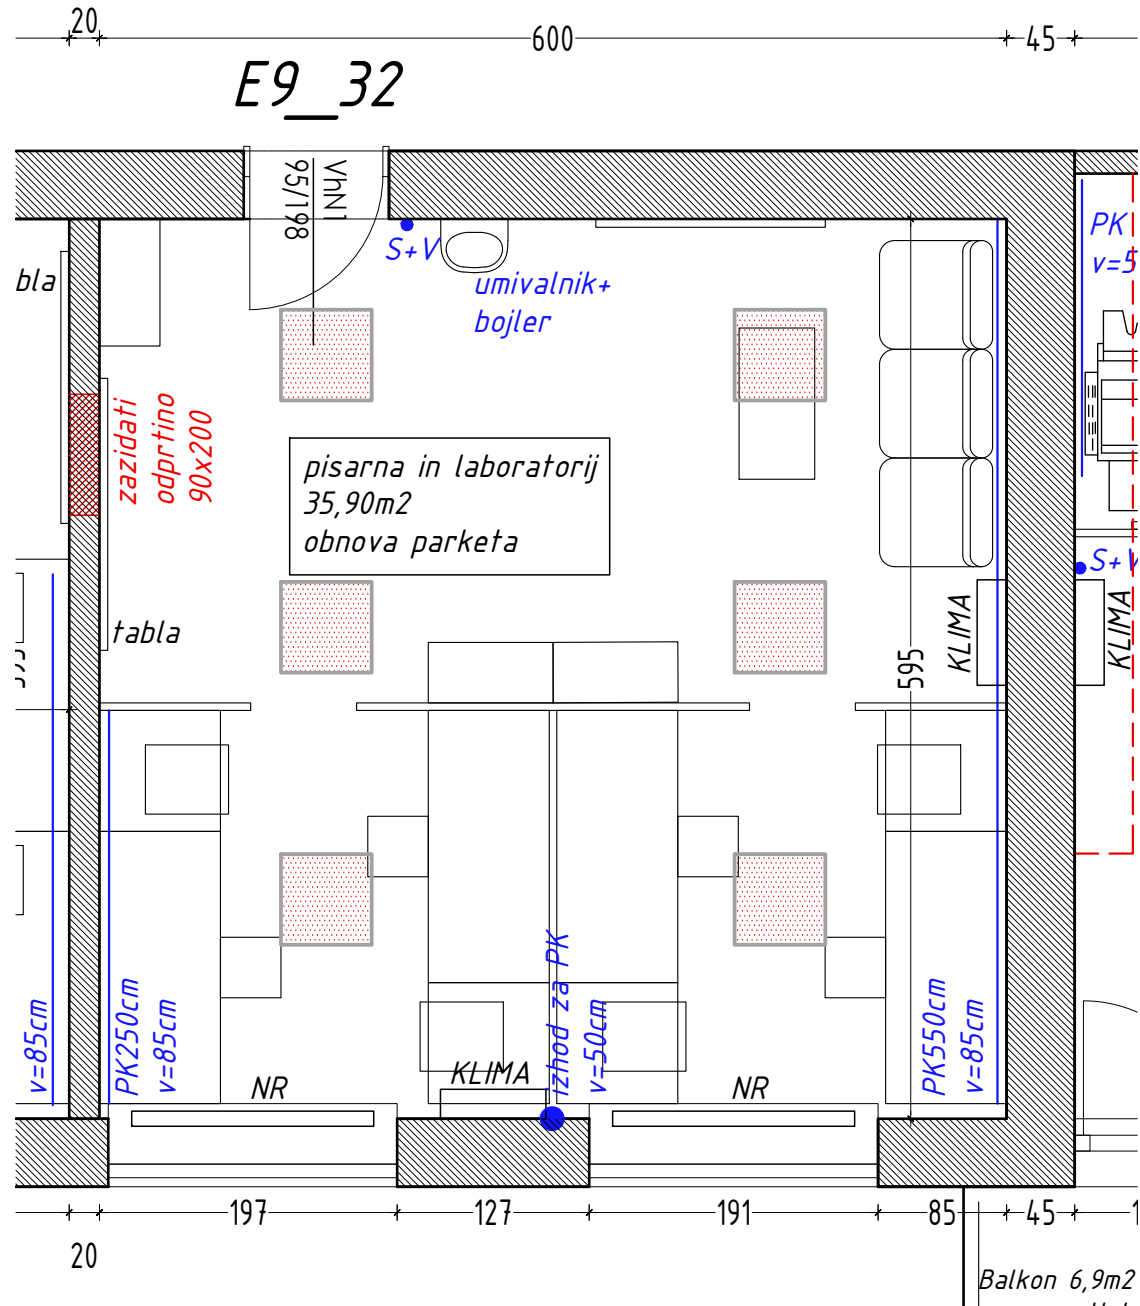 20
600
45
E9_32
VhN1
95/198
S+V
umivalnik+
bojler
PK
v=5
bla
zazidati
odprtino
90x200
pisarna in laboratorij
35,90m2
obnova parketa
tabla
KLIMA
595
S+V
KLIMA
v=85cm
PK250cm
v=85cm
NR
KLIMA
izhod za PK
v=50cm
NR
PK550cm
v=85cm
197
127
191
85
45
20
Balkon 6,9m2